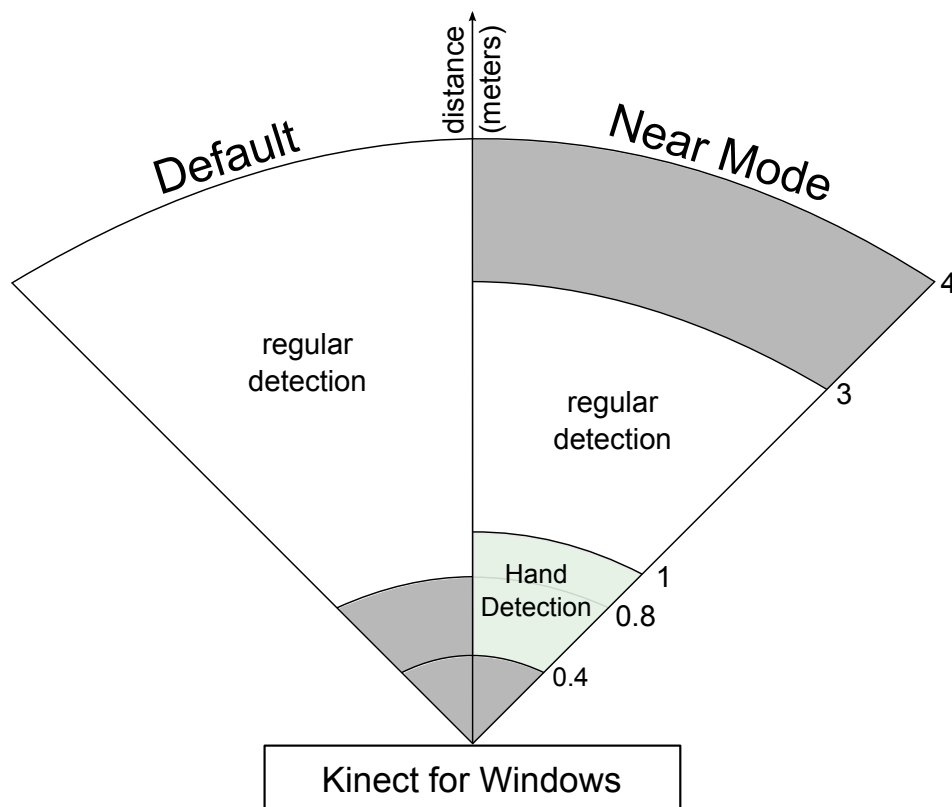 distance
(meters)
Default
Near Mode
4
regular
detection
3
regular
detection
1
Hand
Detection
0.8
0.4
Kinect for Windows